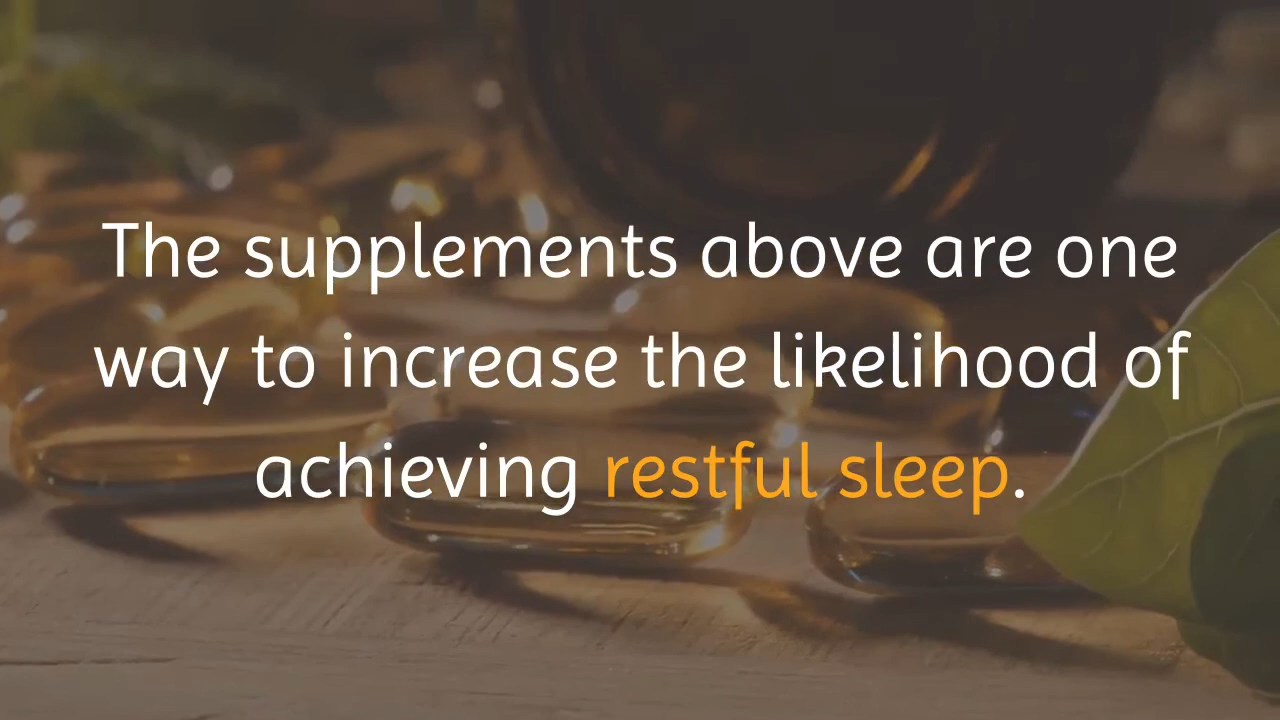 The supplements above are one
way to increase the likelihood of
achieving restful sleep.